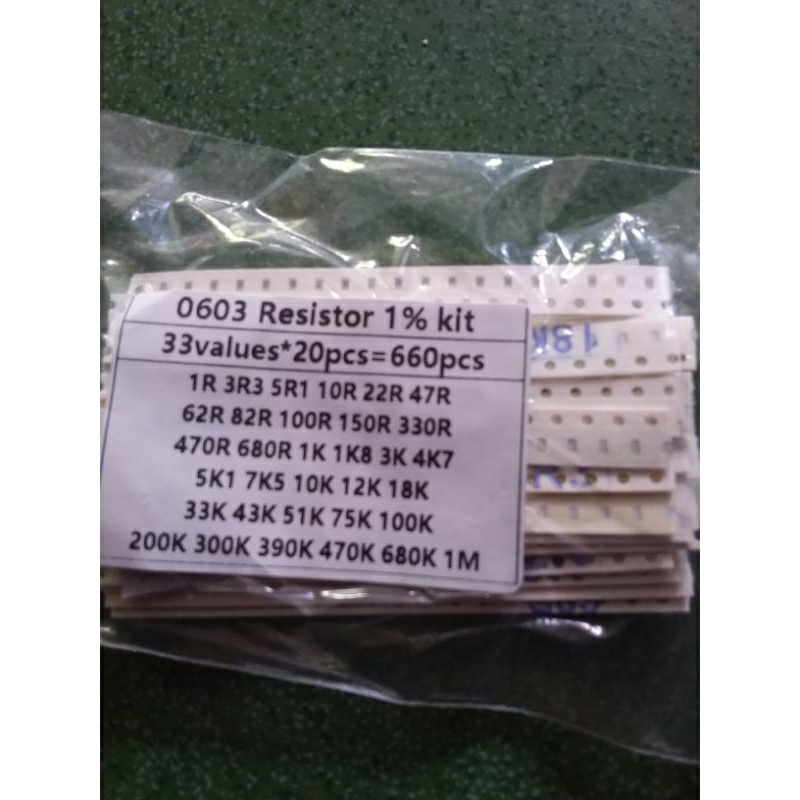 0603 Resistor 1% kit
33values*20pcs=660pcs
1R 3R3 5R1 10R 22R 47R
62R 82R 100R 150R 330R
470R 680R 1K 1K8 3K 4K7
5K1 7K5 10K 12K 18K
33K 43K 51K 75K 100K
200K 300K 390K 470K 680K 1M
18K